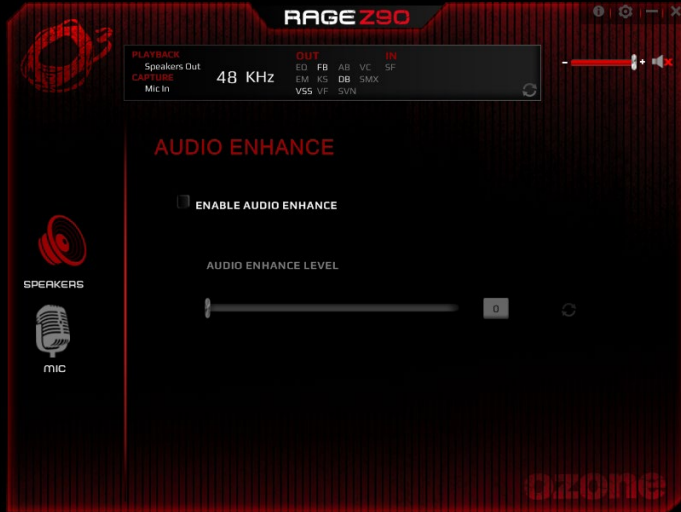 RAGE Z90
PLAYBACK
Speakers Out
CAPTURE
Mic In
48 KHz
OUT IN
EQ FB AB VC SF
EM KS DB SMX
VSS VF SVN
- +
AUDIO ENHANCE
ENABLE AUDIO ENHANCE
AUDIO ENHANCE LEVEL
0
SPEAKERS
MIC
ozone